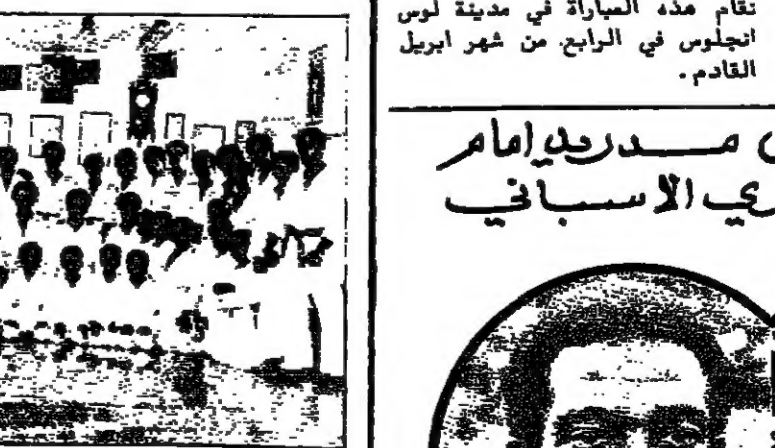 تقام هذه المباراة في مدينة لوس
انجلوس في الرابع من شهر ابريل
القادم .
مدريد امام
الاسباني